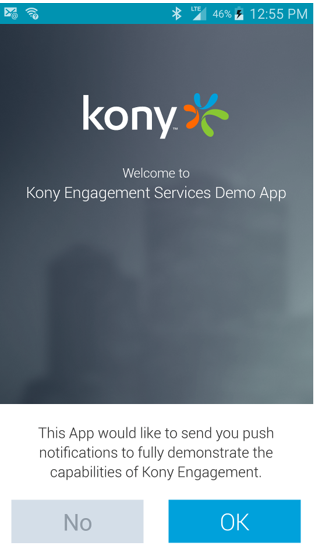 LTE 46% 12:55 PM
kony™
Welcome to
Kony Engagement Services Demo App
This App would like to send you push
notifications to fully demonstrate the
capabilities of Kony Engagement.
No OK